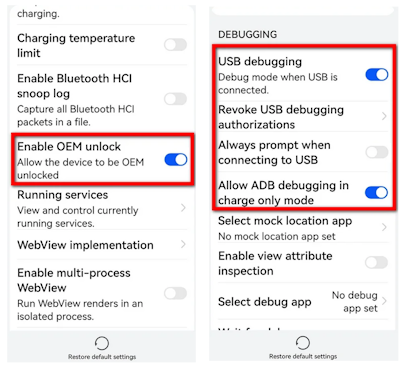 charging.
Charging temperature
limit
Enable Bluetooth HCI
snoop log
Capture all Bluetooth HCI
packets in a file.
Enable OEM unlock
Allow the device to be OEM
unlocked
Running services
View and control currently
running services.
WebView implementation
Enable multi-process
WebView
Run WebView renders in an
isolated process.
Restore default settings
DEBUGGING
USB debugging
Debug mode when USB is
connected.
Revoke USB debugging
authorizations
Always prompt when
connecting to USB
Allow ADB debugging in
charge only mode
Select mock location app
No mock location app set
Enable view attribute
inspection
Select debug app
No debug
app set
Restore default settings